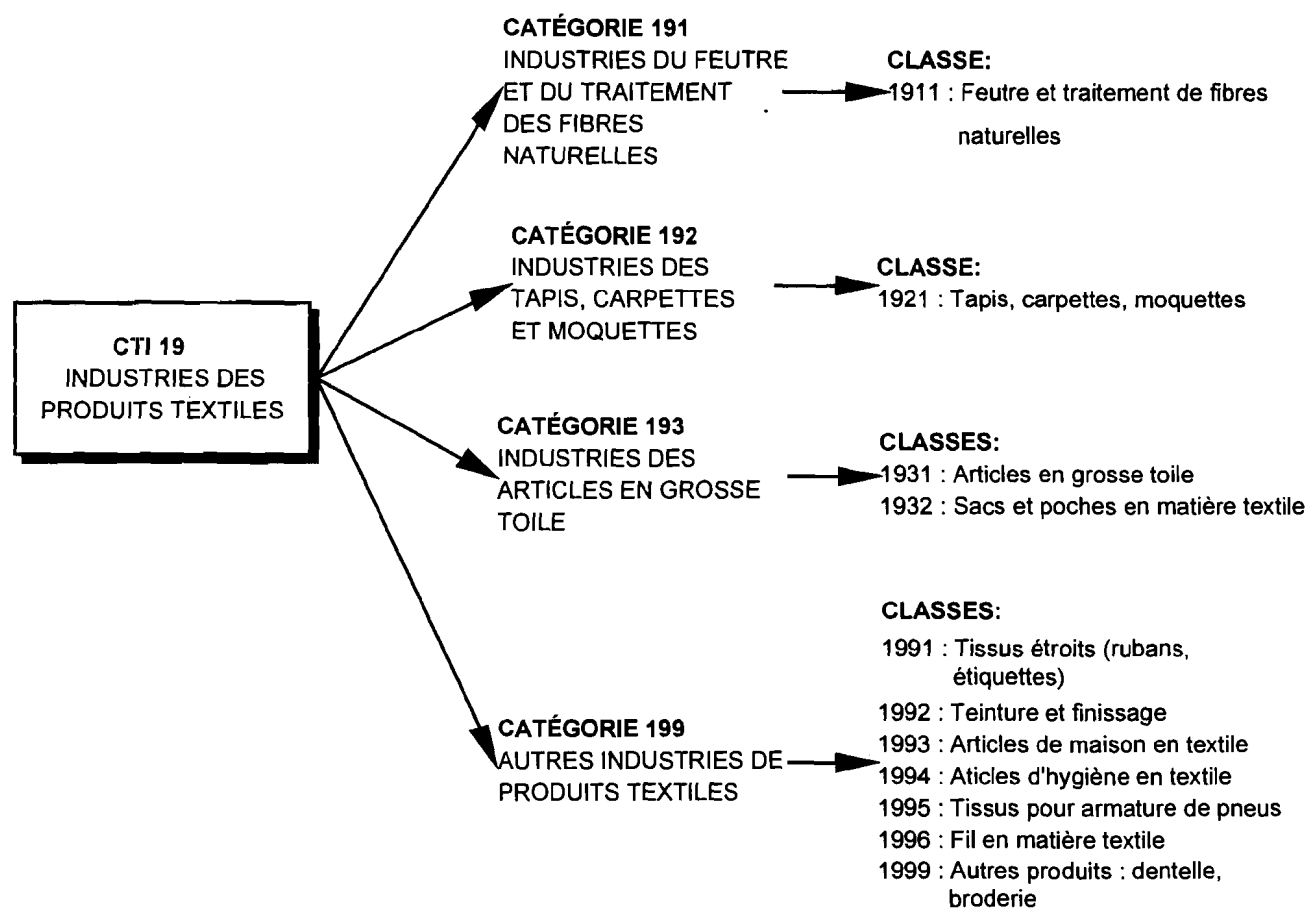 CTI 19
INDUSTRIES DES
PRODUITS TEXTILES
CATÉGORIE 191
INDUSTRIES DU FEUTRE
ET DU TRAITEMENT
DES FIBRES
NATURELLES
CLASSE:
1911 : Feutre et traitement de fibres
naturelles
CATÉGORIE 192
INDUSTRIES DES
TAPIS, CARPETTES
ET MOQUETTES
CLASSE:
1921 : Tapis, carpettes, moquettes
CATÉGORIE 193
INDUSTRIES DES
ARTICLES EN GROSSE
TOILE
CLASSES:
1931 : Articles en grosse toile
1932 : Sacs et poches en matière textile
CATÉGORIE 199
AUTRES INDUSTRIES DE
PRODUITS TEXTILES
CLASSES:
1991 : Tissus étroits (rubans,
étiquettes)
1992 : Teinture et finissage
1993 : Articles de maison en textile
1994 : Aticles d'hygiène en textile
1995 : Tissus pour armature de pneus
1996 : Fil en matière textile
1999 : Autres produits : dentelle,
broderie